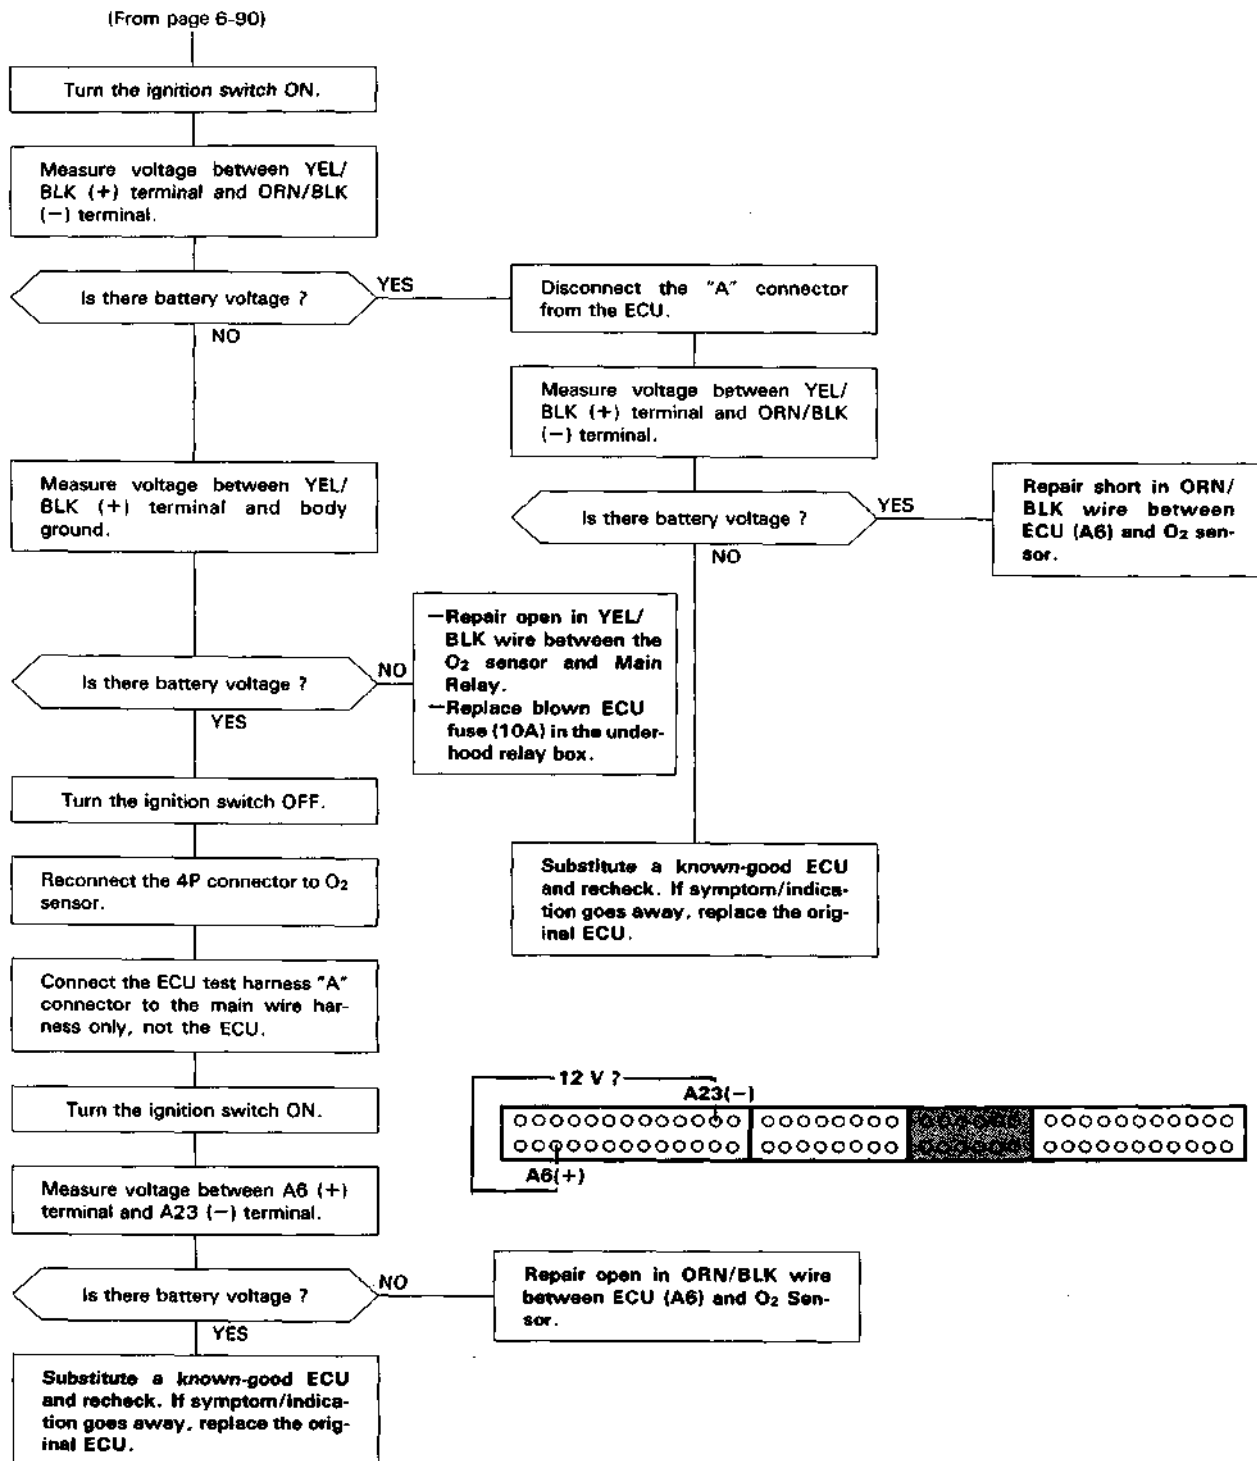 (From page 6-90)
Turn the ignition switch ON.
Measure voltage between YEL/
BLK (+) terminal and ORN/BLK
(−) terminal.
Is there battery voltage ?
YES
NO
Disconnect the "A" connector
from the ECU.
Measure voltage between YEL/
BLK (+) terminal and ORN/BLK
(−) terminal.
Is there battery voltage ?
YES
NO
Repair short in ORN/
BLK wire between
ECU (A6) and O₂ sen-
sor.
Measure voltage between YEL/
BLK (+) terminal and body
ground.
Is there battery voltage ?
NO
YES
—Repair open in YEL/
BLK wire between the
O₂ sensor and Main
Relay.
—Replace blown ECU
fuse (10A) in the under-
hood relay box.
Turn the ignition switch OFF.
Reconnect the 4P connector to O₂
sensor.
Substitute a known-good ECU
and recheck. If symptom/indica-
tion goes away, replace the orig-
inal ECU.
Connect the ECU test harness "A"
connector to the main wire har-
ness only, not the ECU.
Turn the ignition switch ON.
12 V ?
A23(−)
A6(+)
Measure voltage between A6 (+)
terminal and A23 (−) terminal.
Is there battery voltage ?
NO
YES
Repair open in ORN/BLK wire
between ECU (A6) and O₂ Sen-
sor.
Substitute a known-good ECU
and recheck. If symptom/indica-
tion goes away, replace the orig-
inal ECU.